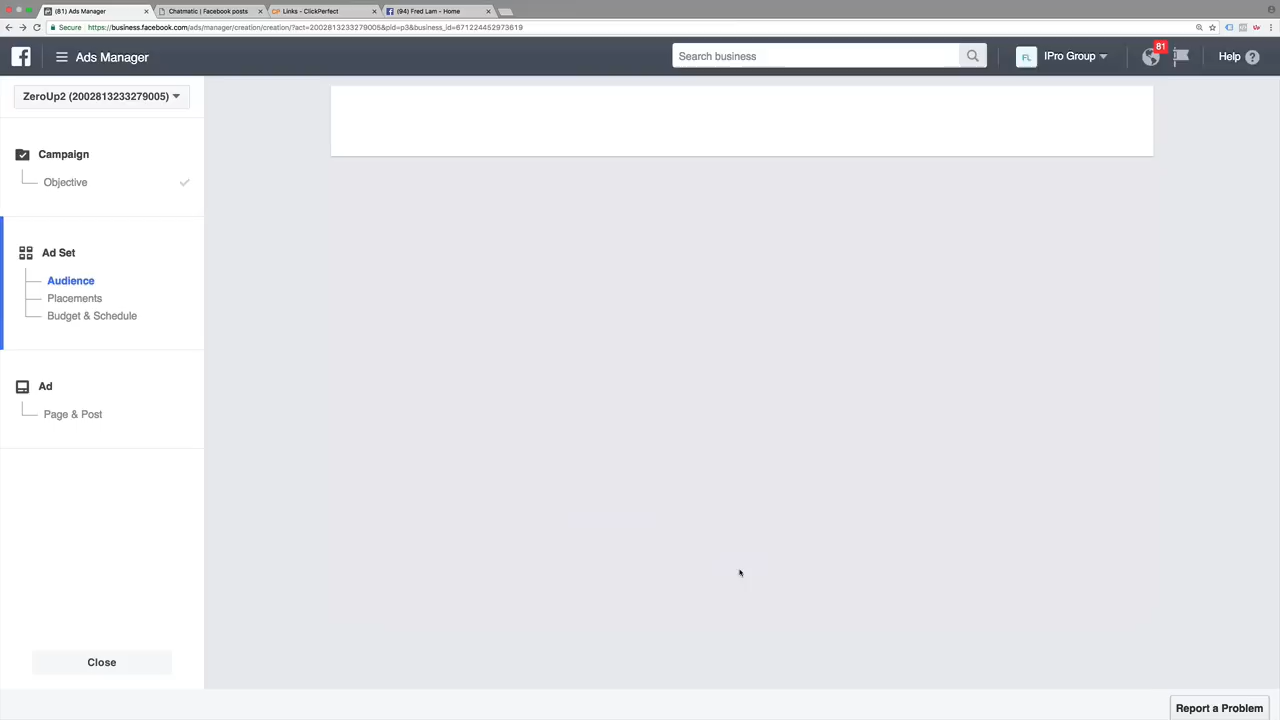 (81) Ads Manager
Chatmatic | Facebook posts
CP Links - ClickPerfect
(94) Fred Lam - Home
Secure
https://business.facebook.com/ads/manager/creation/creation/?act=2002813233279005&pid=p3&business_id=671224452973619
Ads Manager
Search business
FL
IPro Group
81
Help
ZeroUp2 (2002813233279005)
Campaign
Objective
Ad Set
Audience
Placements
Budget & Schedule
Ad
Page & Post
Close
Report a Problem